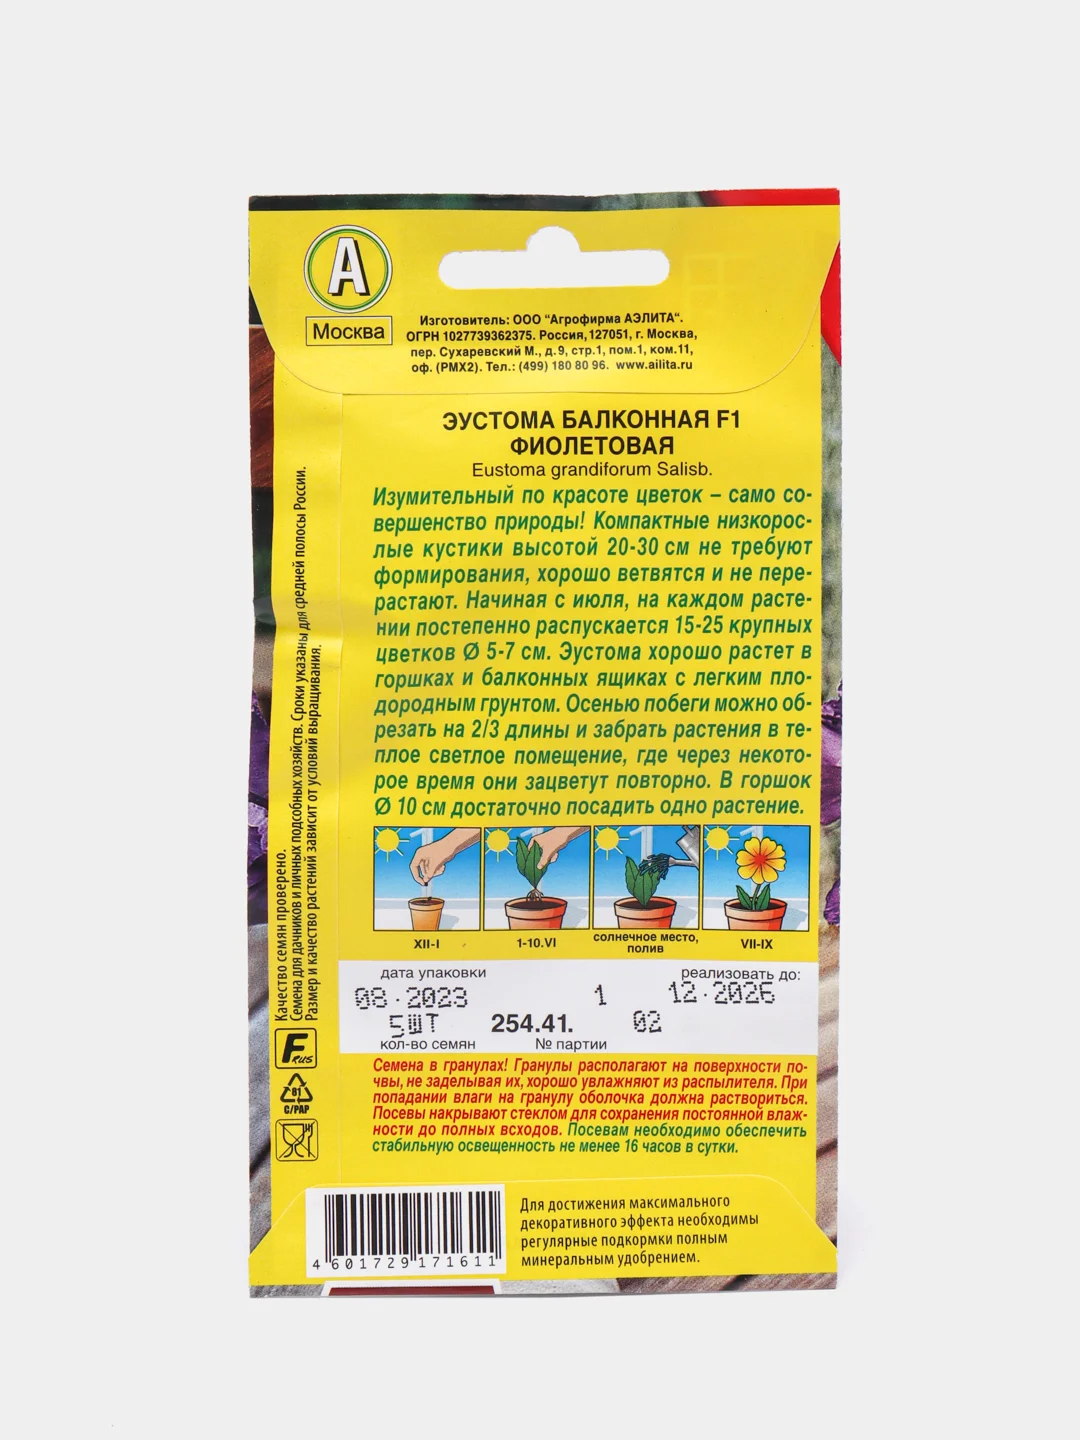 А
Москва
Изготовитель: ООО "Агрофирма АЭЛИТА".
ОГРН 1027739362375. Россия, 127051, г. Москва,
пер. Сухаревский М., д.9, стр.1, пом.1, ком.11,
оф. (РМХ2). Тел.: (499) 180 80 96. www.ailita.ru
ЭУСТОМА БАЛКОННАЯ F1
ФИОЛЕТОВАЯ
Eustoma grandiforum Salisb.
Изумительный по красоте цветок – само со-
вершенство природы! Компактные низкорос-
лые кустики высотой 20-30 см не требуют
формирования, хорошо ветвятся и не пере-
растают. Начиная с июля, на каждом расте-
нии постепенно распускается 15-25 крупных
цветков Ø 5-7 см. Эустома хорошо растет в
горшках и балконных ящиках с легким пло-
дородным грунтом. Осенью побеги можно об-
резать на 2/3 длины и забрать растения в те-
плое светлое помещение, где через некото-
рое время они зацветут повторно. В горшок
Ø 10 см достаточно посадить одно растение.
XII-I
1-10.VI
солнечное место,
полив
VII-IX
дата упаковки
реализовать до:
08.2023
1
12.2026
5ШТ
254.41.
02
кол-во семян
№ партии
Семена в гранулах! Гранулы располагают на поверхности по-
чвы, не заделывая их, хорошо увлажняют из распылителя. При
попадании влаги на гранулу оболочка должна раствориться.
Посевы накрывают стеклом для сохранения постоянной влаж-
ности до полных всходов. Посевам необходимо обеспечить
стабильную освещенность не менее 16 часов в сутки.
Качество семян проверено.
Семена для дачников и личных подсобных хозяйств. Сроки указаны для средней полосы России.
Размер и качество растений зависит от условий выращивания.
F RUS
81
C/PAP
4 601729 171611
Для достижения максимального
декоративного эффекта необходимы
регулярные подкормки полным
минеральным удобрением.